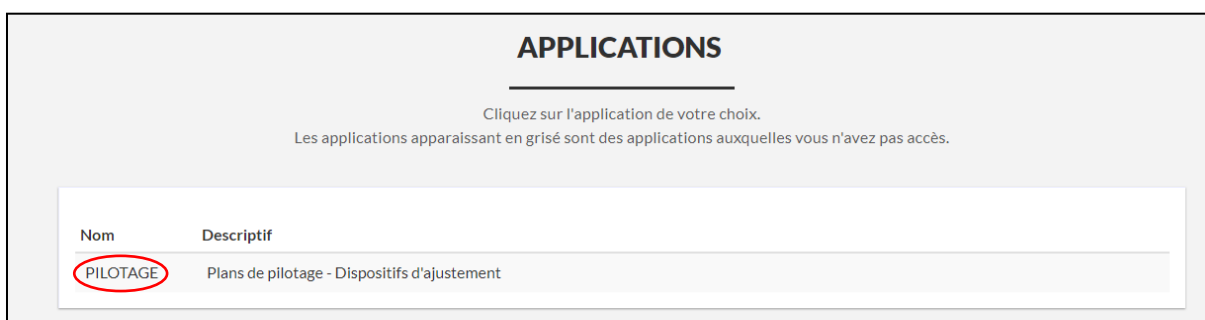 APPLICATIONS
Cliquez sur l'application de votre choix.
Les applications apparaissant en grisé sont des applications auxquelles vous n'avez pas accès.
Nom Descriptif
PILOTAGE Plans de pilotage - Dispositifs d'ajustement